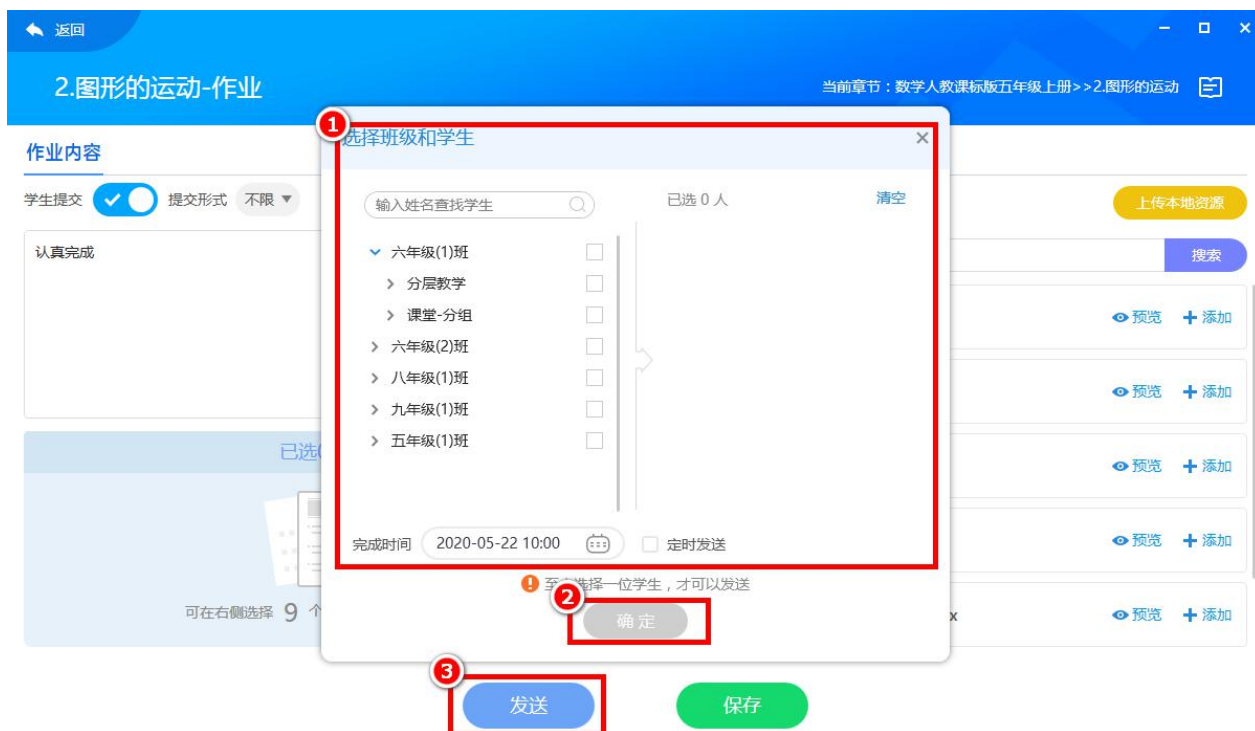 返回
2.图形的运动-作业
当前章节：数学人教课标版五年级上册>>2.图形的运动
1
选择班级和学生
作业内容
学生提交 提交形式 不限
上传本地资源
输入姓名查找学生
已选 0 人 清空
认真完成
搜索
六年级(1)班
分层教学
课堂-分组
六年级(2)班
八年级(1)班
九年级(1)班
五年级(1)班
预览 添加
预览 添加
预览 添加
预览 添加
预览 添加
已选
完成时间 2020-05-22 10:00 定时发送
选择一位学生，才可以发送
2
确定
可在右侧选择 9 个
x
3
发送
保存